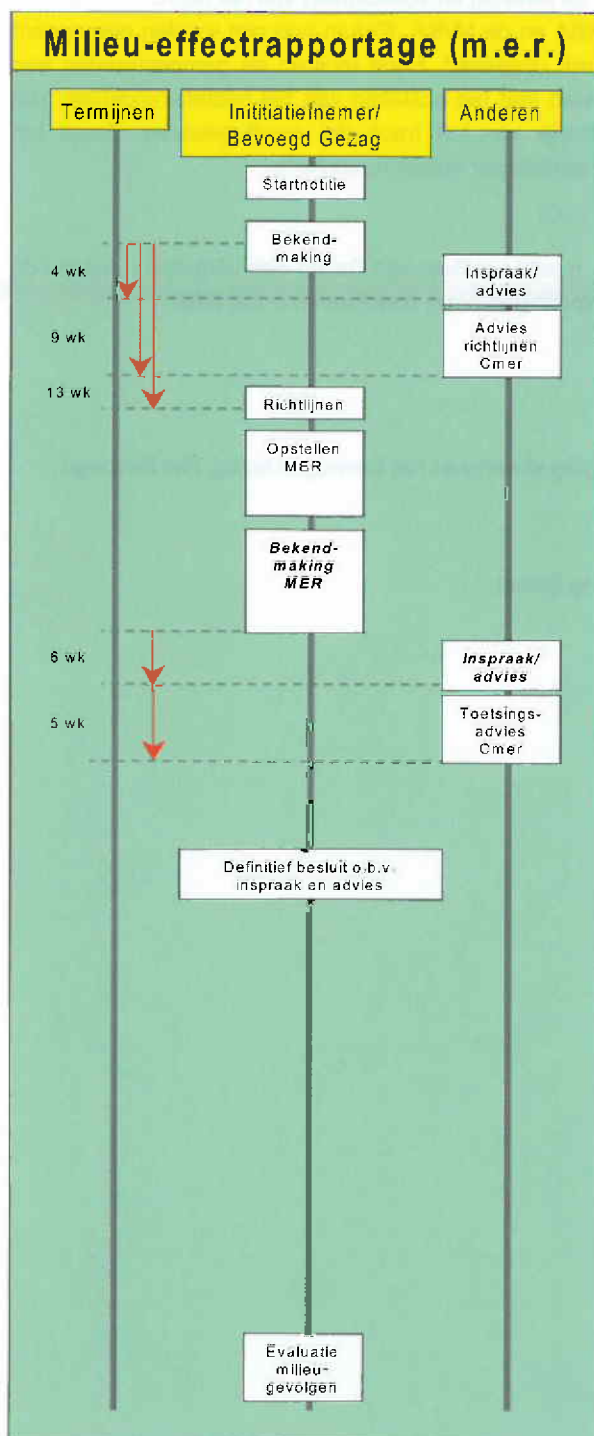 Milieu-effectrapportage (m.e.r.)
Termijnen
Inititiatiefnemer/
Bevoegd Gezag
Anderen
Startnotitie
Bekend-
making
4 wk
Inspraak/
advies
9 wk
Advies
richtlijnen
Cmer
13 wk
Richtlijnen
Opstellen
MER
Bekend-
making
MER
6 wk
Inspraak/
advies
5 wk
Toetsings-
advies
Cmer
Definitief besluit o.b.v.
inspraak en advies
Evaluatie
milieu-
gevolgen